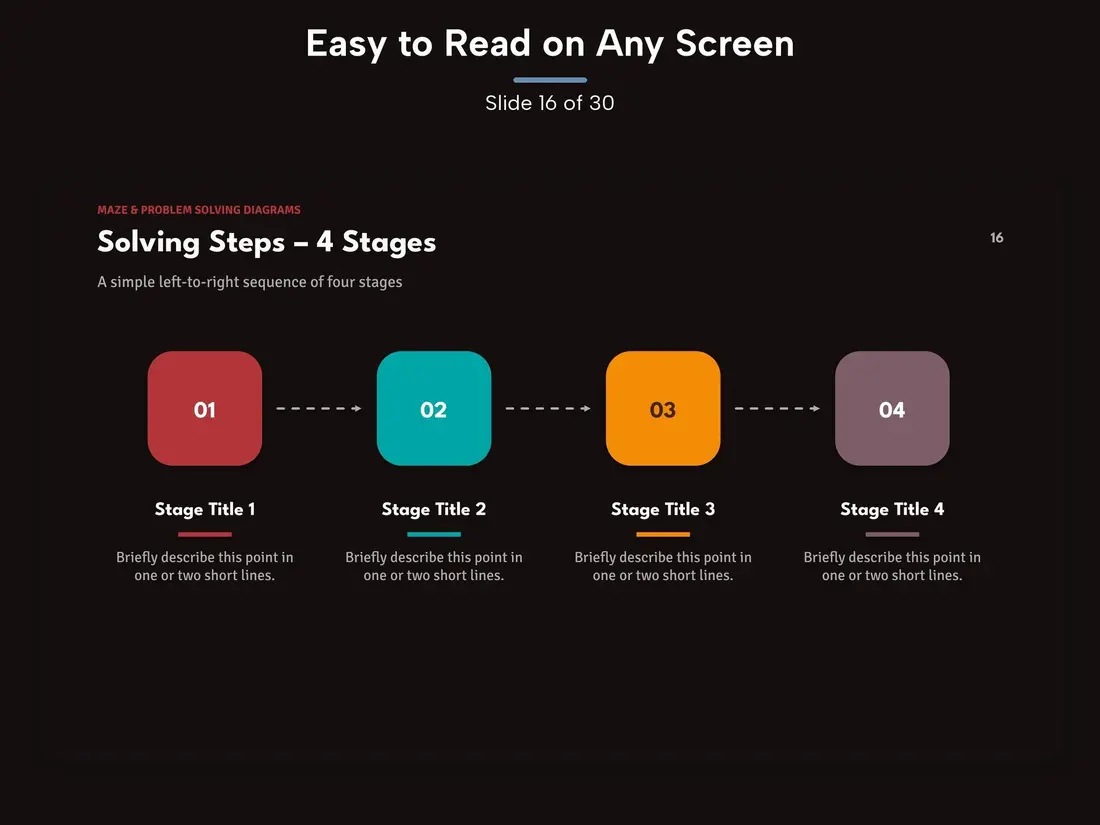 Easy to Read on Any Screen
Slide 16 of 30
MAZE & PROBLEM SOLVING DIAGRAMS
Solving Steps – 4 Stages
16
A simple left-to-right sequence of four stages
01
02
03
04
Stage Title 1
Briefly describe this point in
one or two short lines.
Stage Title 2
Briefly describe this point in
one or two short lines.
Stage Title 3
Briefly describe this point in
one or two short lines.
Stage Title 4
Briefly describe this point in
one or two short lines.